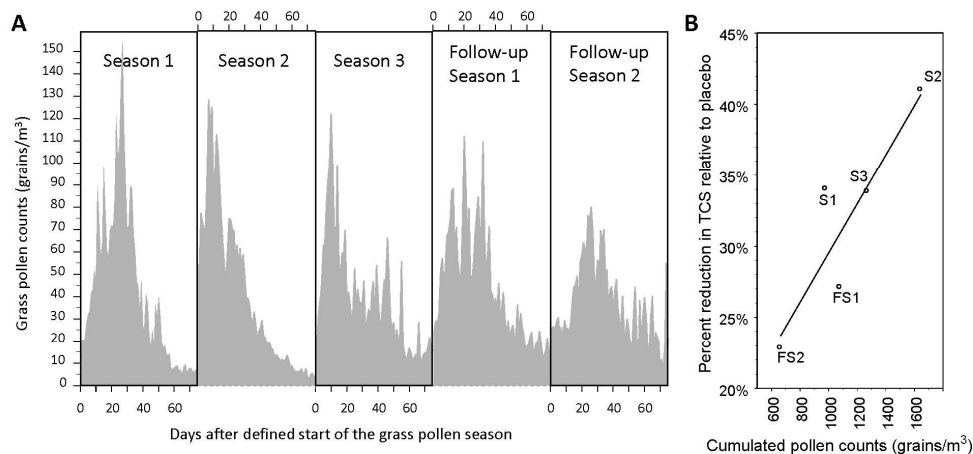 A
0 20 40 60 0 20 40 60
Season 1
Season 2
Season 3
Follow-up
Season 1
Follow-up
Season 2
Grass pollen counts (grains/m³)
150
140
130
120
110
100
90
80
70
60
50
40
30
20
10
0
0 20 40 60 0 20 40 60 0 20 40 60
Days after defined start of the grass pollen season
B
Percent reduction in TCS relative to placebo
40%
35%
30%
25%
20%
S2
S3
S1
FS1
FS2
600 800 1000 1200 1400 1600
Cumulated pollen counts (grains/m³)